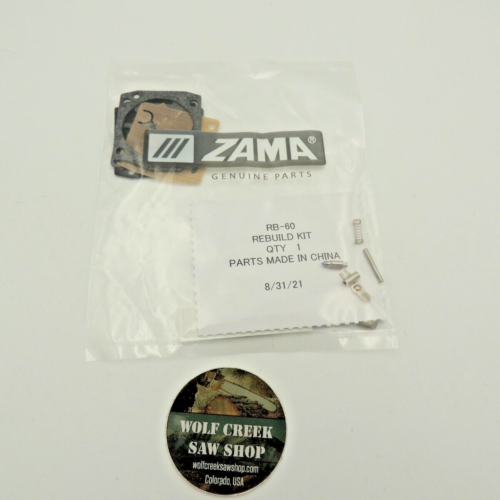 ZAMA®
GENUINE PARTS
RB-60
REBUILD KIT
QTY 1
PARTS MADE IN CHINA
8/31/21
WOLF CREEK
SAW SHOP
wolfcreeksawshop.com
Colorado, USA